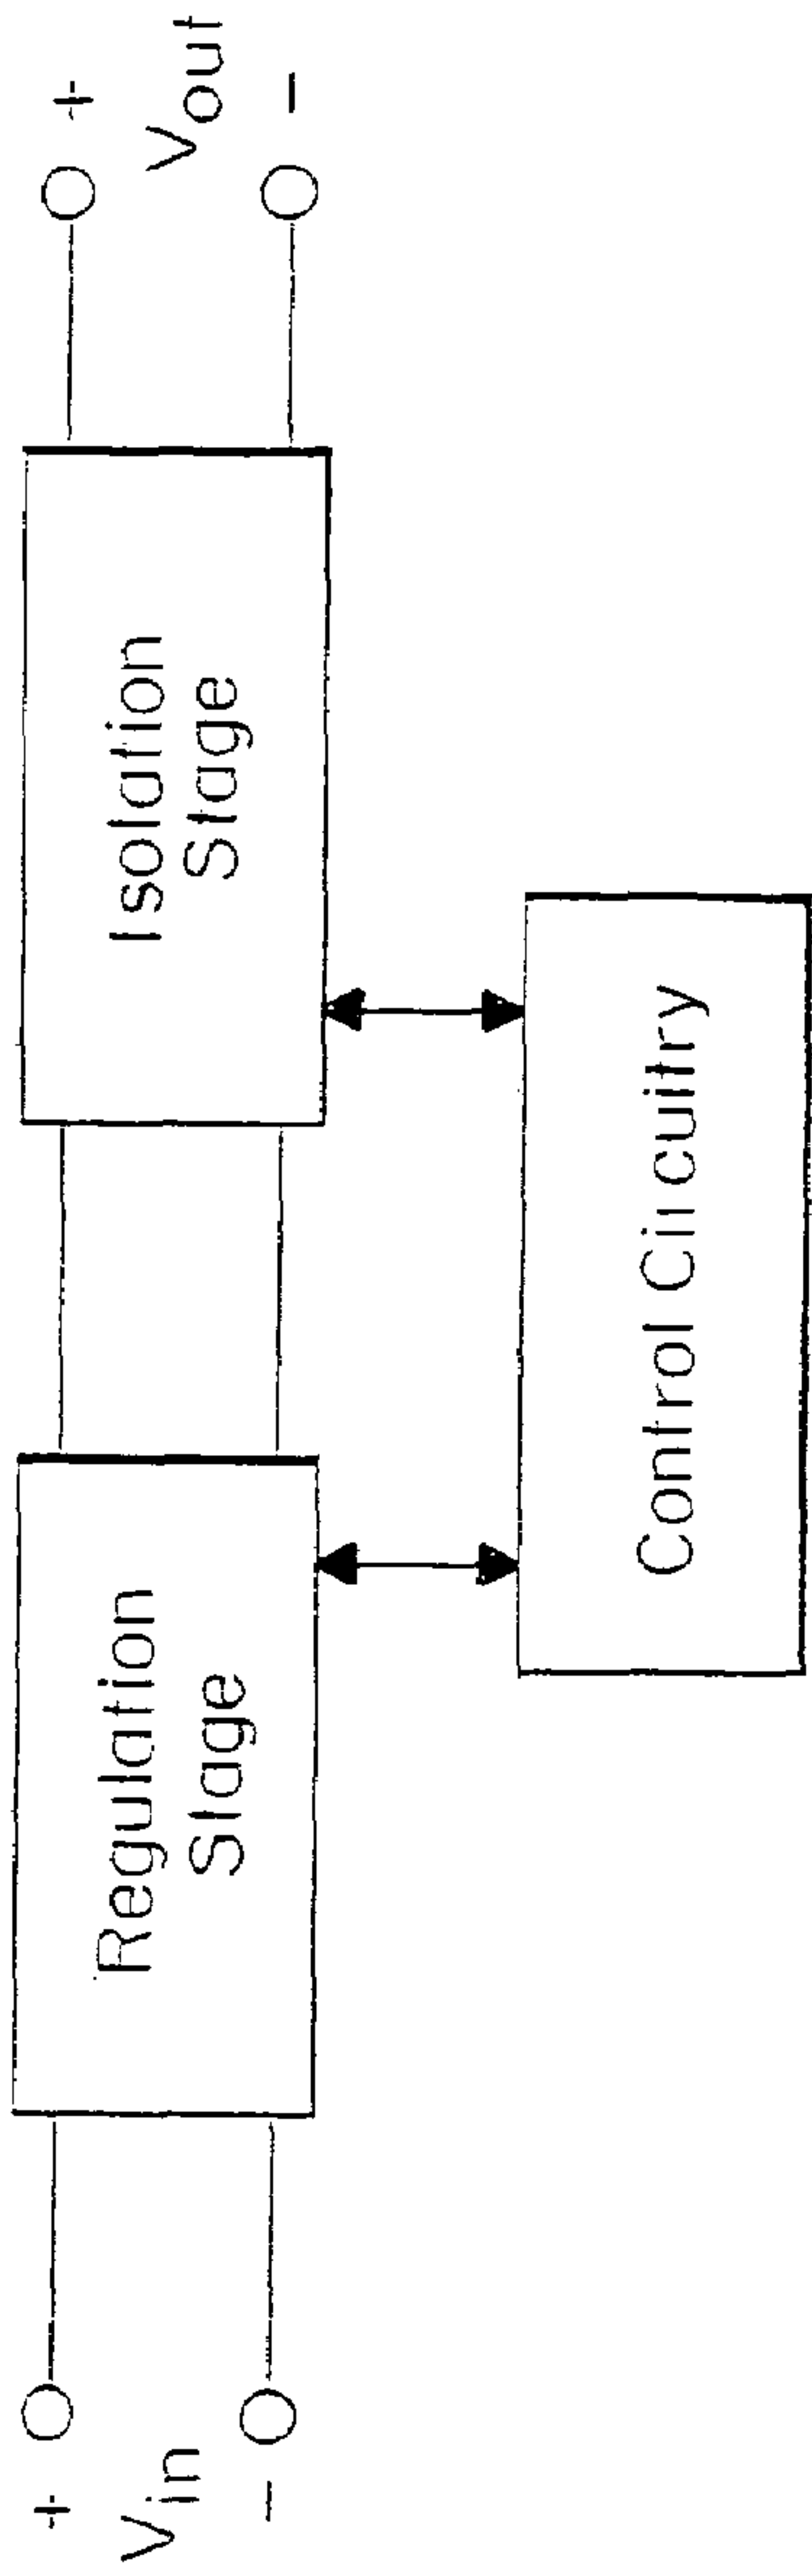 +
Vin
−
Regulation
Stage
Isolation
Stage
+
Vout
−
Control Circuitry